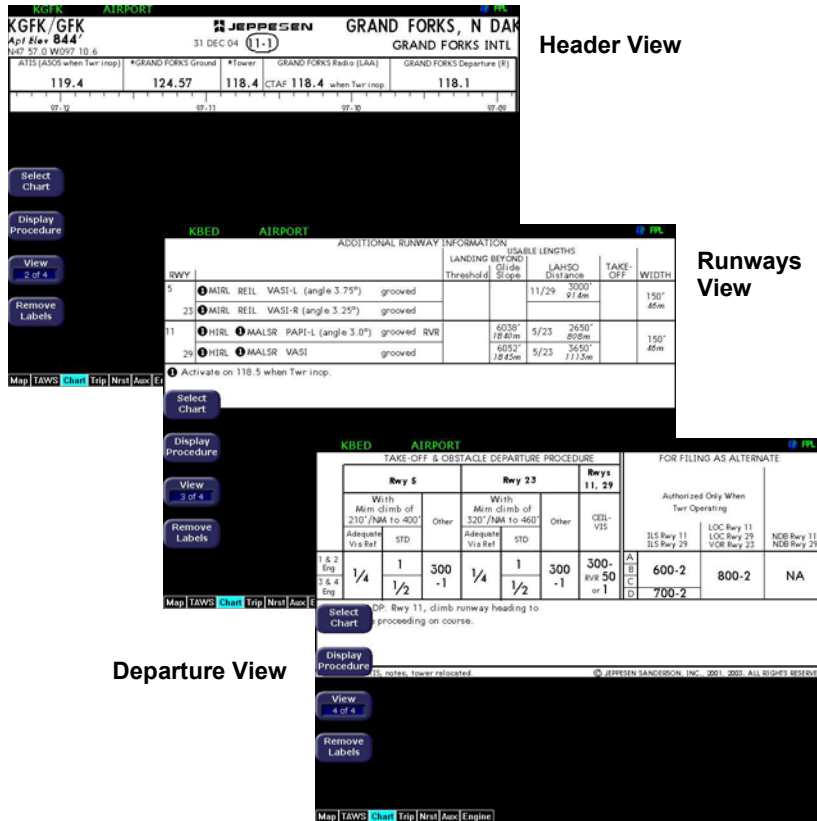 KGFK AIRPORT FPL
KGFK/GFK JEPPESEN GRAND FORKS, N DAK
Apt Elev 844' 31 DEC 04 11-1 GRAND FORKS INTL
N47 57.0 W097 10.6
ATIS (ASOS when Twr inop) *GRAND FORKS Ground *Tower GRAND FORKS Radio (LAA) GRAND FORKS Departure (R)
119.4 124.57 118.4 CTAF 118.4 when Twr inop. 118.1
97-12 97-11 97-10 97-09
Header View
Select
Chart
Display
Procedure
View
2 of 4
Remove
Labels
Map TAWS Chart Trip Nrst Aux
KBED AIRPORT FPL
ADDITIONAL RUNWAY INFORMATION
USABLE LENGTHS
LANDING BEYOND
RWY Threshold Glide Slope LAHSO Distance TAKE-OFF WIDTH
5 1 MIRL REIL VASI-L (angle 3.75°) grooved 11/29 3000' 914m
23 1 MIRL REIL VASI-R (angle 3.25°) grooved
150' 46m
11 1 HIRL 1 MALSR PAPI-L (angle 3.0°) grooved RVR 6038' 1840m 5/23 2650' 808m
29 1 HIRL 1 MALSR VASI grooved 6052' 1845m 5/23 3650' 1113m
150' 46m
1 Activate on 118.5 when Twr inop.
Runways
View
Select
Chart
Display
Procedure
View
3 of 4
Remove
Labels
Map TAWS Chart Trip Nrst Aux E
KBED AIRPORT FPL
TAKE-OFF & OBSTACLE DEPARTURE PROCEDURE FOR FILING AS ALTERNATE
Rwy 5 Rwy 23 Rwys 11, 29
With Mim climb of 210'/NM to 400' Other With Mim climb of 320'/NM to 460' Other CEIL-VIS
Adequate Vis Ref STD Adequate Vis Ref STD
Authorized Only When Twr Operating
ILS Rwy 11 ILS Rwy 29 LOC Rwy 11 LOC Rwy 29 VOR Rwy 23 NDB Rwy 11 NDB Rwy 29
1 & 2 Eng 1/4 1 300-1 1/4 1 300-1 300-RVR 50 or 1
3 & 4 Eng 1/2 1/2
A B C 600-2 800-2 NA
D 700-2
DP: Rwy 11, climb runway heading to
proceeding on course.
IS, notes, tower relocated. © JEPPESEN SANDERSON, INC., 2001, 2003. ALL RIGHTS RESERVE
Select
Chart
Display
Procedure
View
4 of 4
Remove
Labels
Departure View
Map TAWS Chart Trip Nrst Aux Engine